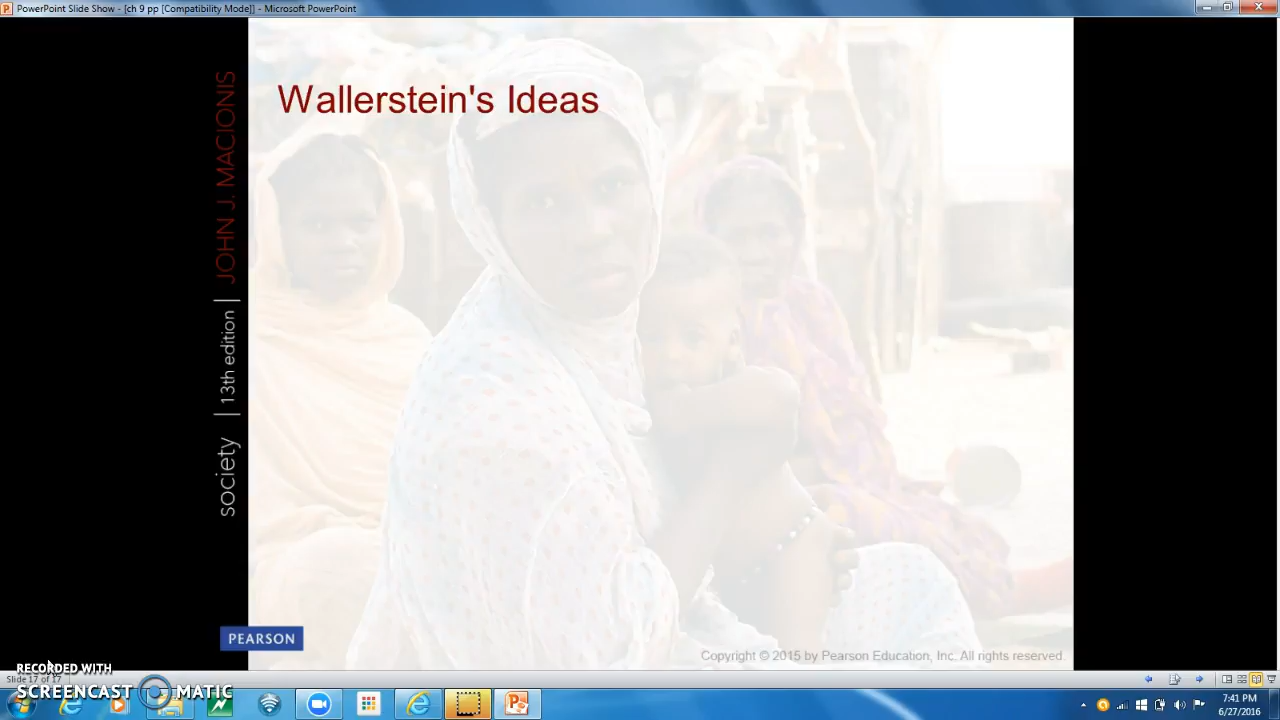 PowerPoint Slide Show - [ch 9 pp [Compatibility Mode]] - Microsoft PowerPoint
Wallerstein's Ideas
JOHN J. MACIONIS
13th edition
society
PEARSON
Copyright © 2015 by Pearson Education, Inc. All rights reserved.
RECORDED WITH
Slide 17 of 17
SCREENCAST MATIC
7:41 PM
6/27/2016